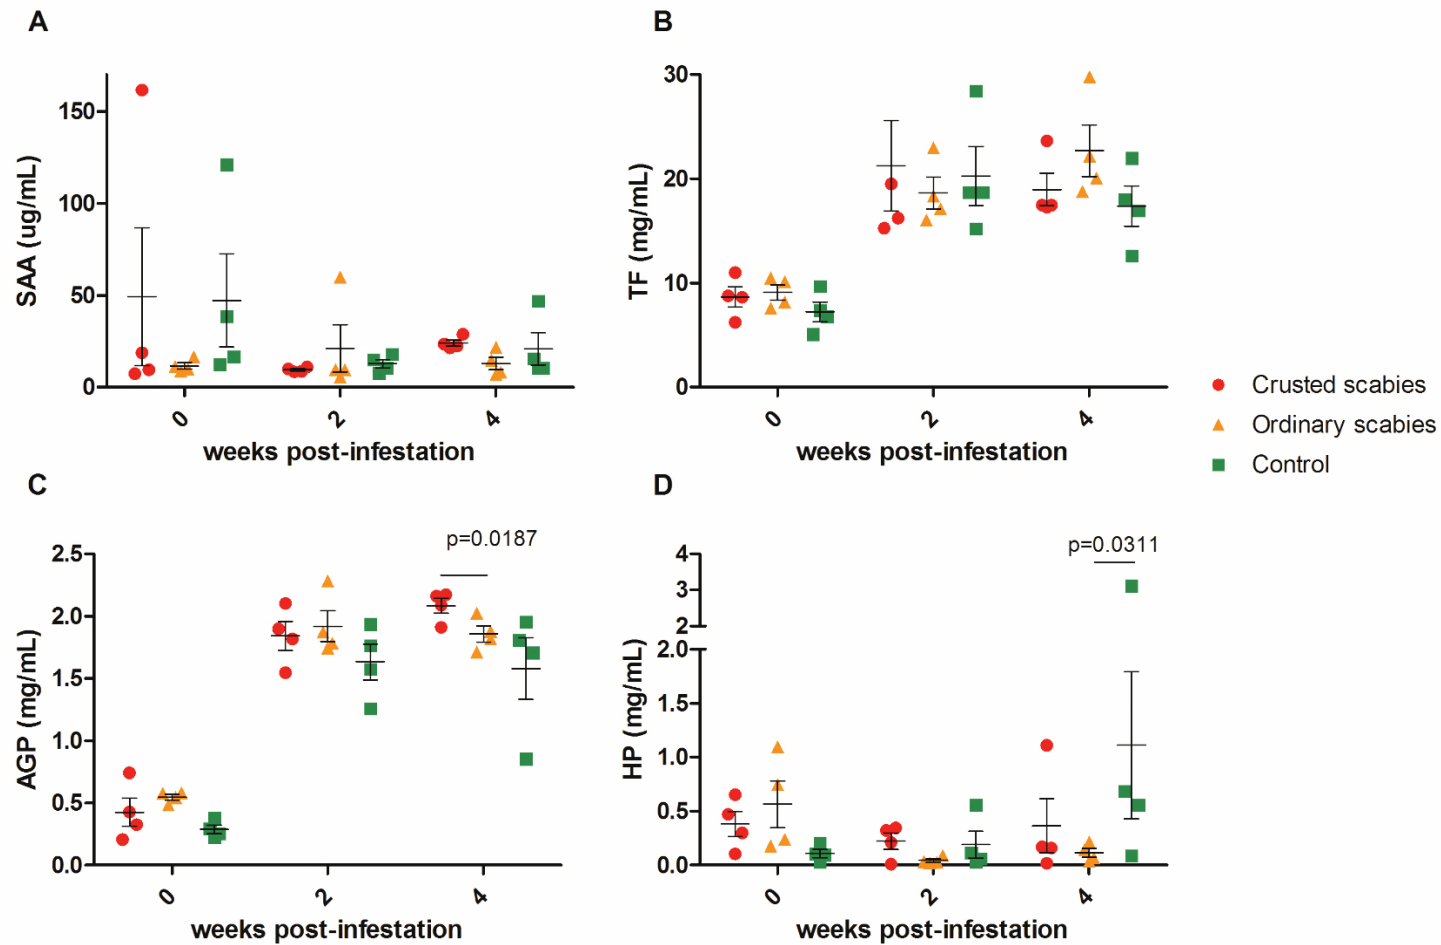 A
B
SAA (ug/mL)
150
100
50
0
0
2
4
weeks post-infestation
TF (mg/mL)
30
20
10
0
0
2
4
weeks post-infestation
Crusted scabies
Ordinary scabies
Control
C
D
AGP (mg/mL)
2.5
2.0
1.5
1.0
0.5
0.0
p=0.0187
0
2
4
weeks post-infestation
HP (mg/mL)
4
3
2
2.0
1.5
1.0
0.5
0.0
p=0.0311
0
2
4
weeks post-infestation